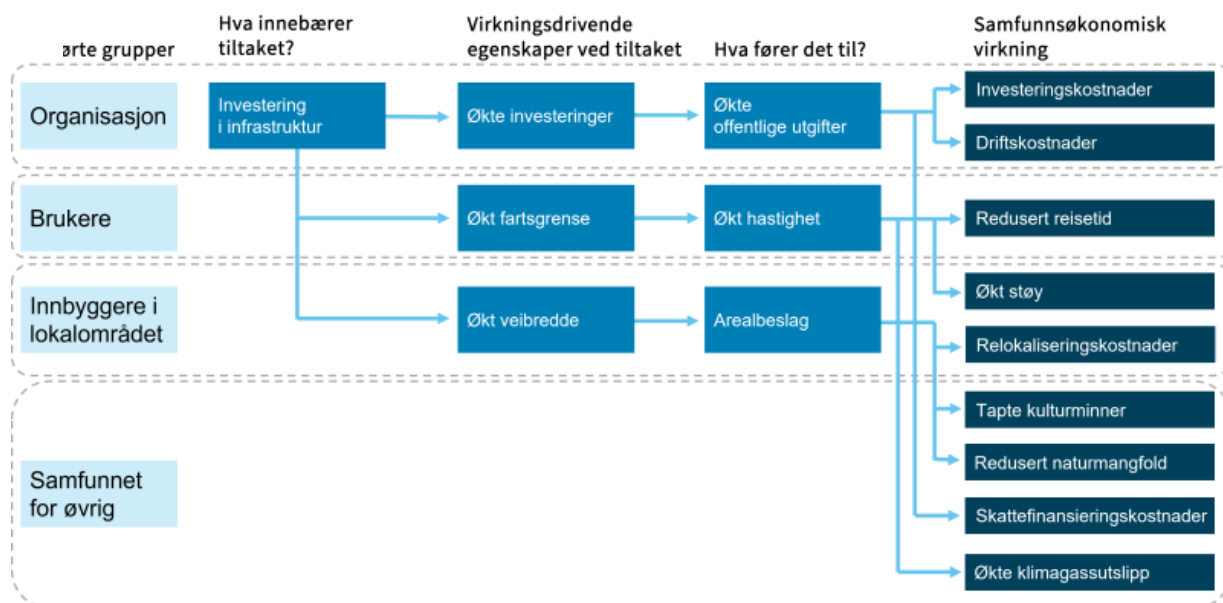 ørte grupper
Hva innebærer
tiltaket?
Virkningsdrivende
egenskaper ved tiltaket
Hva fører det til?
Samfunnsøkonomisk
virkning
Organisasjon
Investering
i infrastruktur
Økte investeringer
Økte
offentlige utgifter
Investeringskostnader
Driftskostnader
Brukere
Økt fartsgrense
Økt hastighet
Redusert reisetid
Innbyggere i
lokalområdet
Økt veibredde
Arealbeslag
Økt støy
Relokaliseringskostnader
Samfunnet
for øvrig
Tapte kulturminner
Redusert naturmangfold
Skattefinansieringskostnader
Økte klimagassutslipp